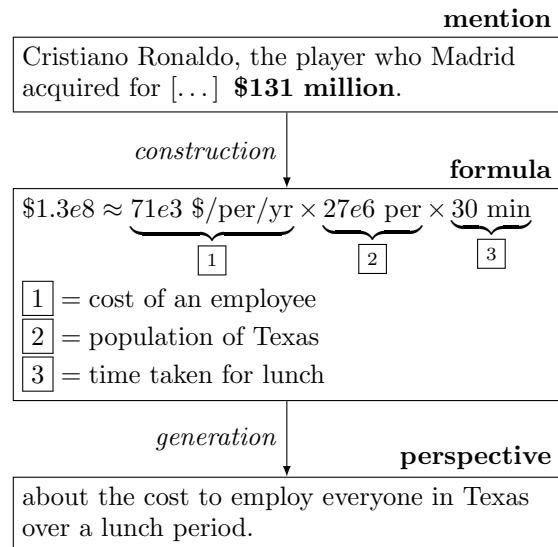 mention
Cristiano Ronaldo, the player who Madrid
acquired for [...] $131 million.
construction
formula
$1.3e8 ≈ 71e3 $/per/yr × 27e6 per × 30 min
1 2 3
1 = cost of an employee
2 = population of Texas
3 = time taken for lunch
generation
perspective
about the cost to employ everyone in Texas
over a lunch period.